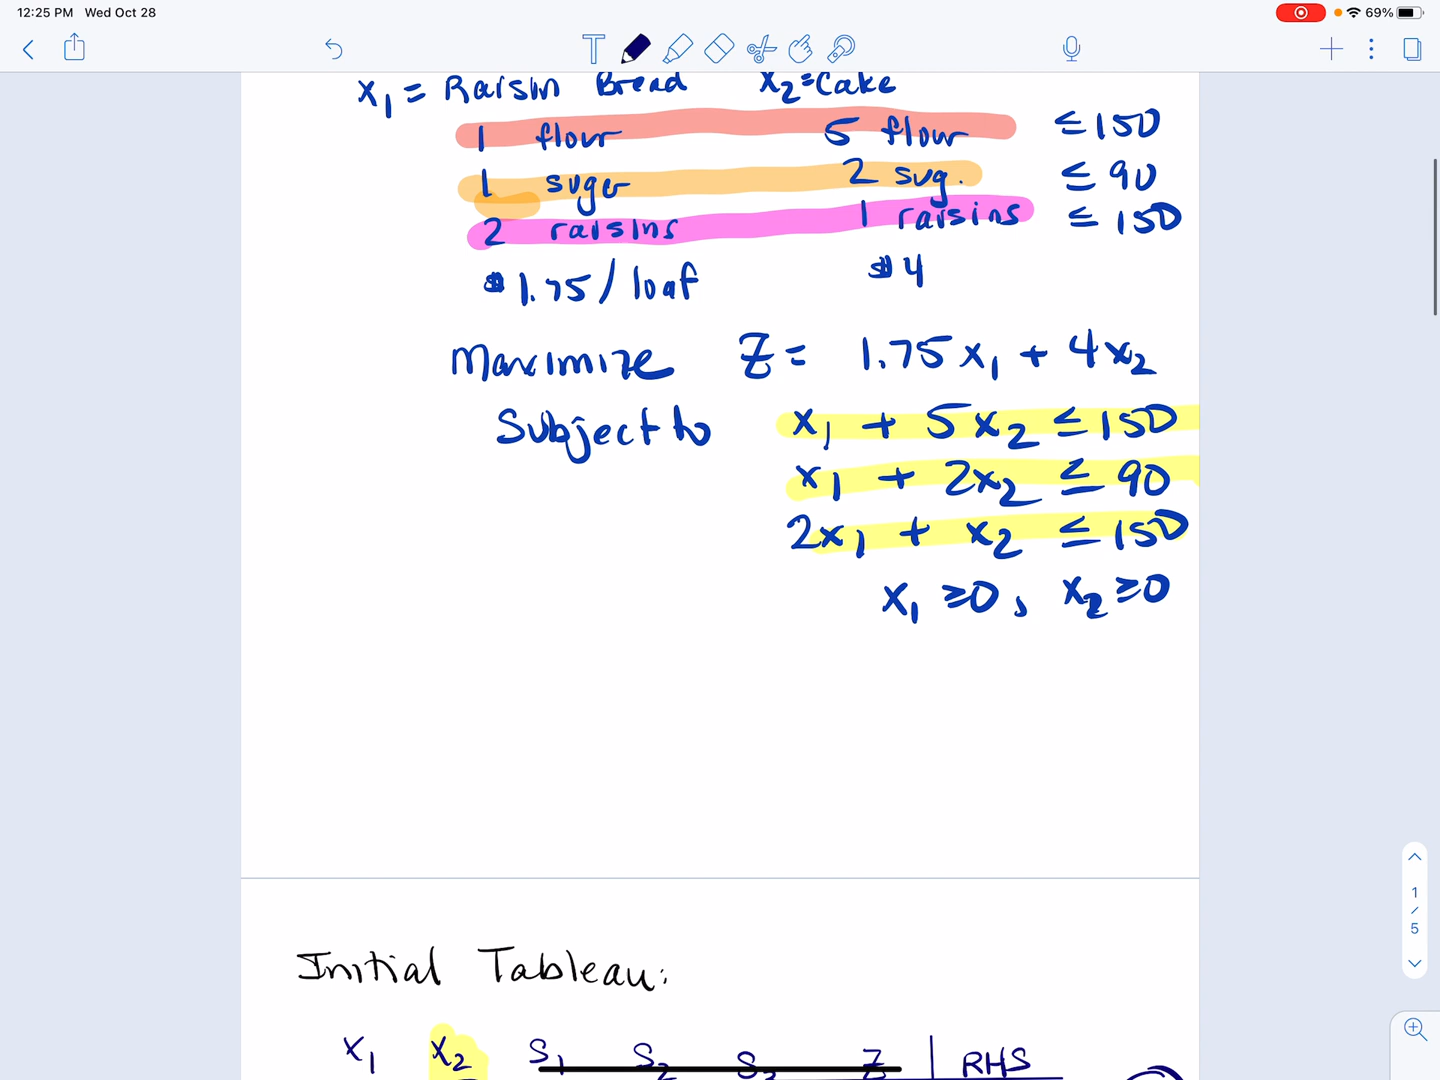 12:25 PM Wed Oct 28 69%
x₁ = Raisin Bread x₂=Cake
1 flour 5 flour ≤150
1 suger 2 sug. ≤ 90
2 raisins 1 raisins ≤ 150
$1.75/loaf $4
Maximize Z = 1.75x₁ + 4x₂
Subject to x₁ + 5x₂ ≤ 150
x₁ + 2x₂ ≤ 90
2x₁ + x₂ ≤ 150
x₁ ≥0, x₂ ≥0
1
/
5
Initial Tableau:
x₁ x₂ S₁ S₂ S₃ Z | RHS